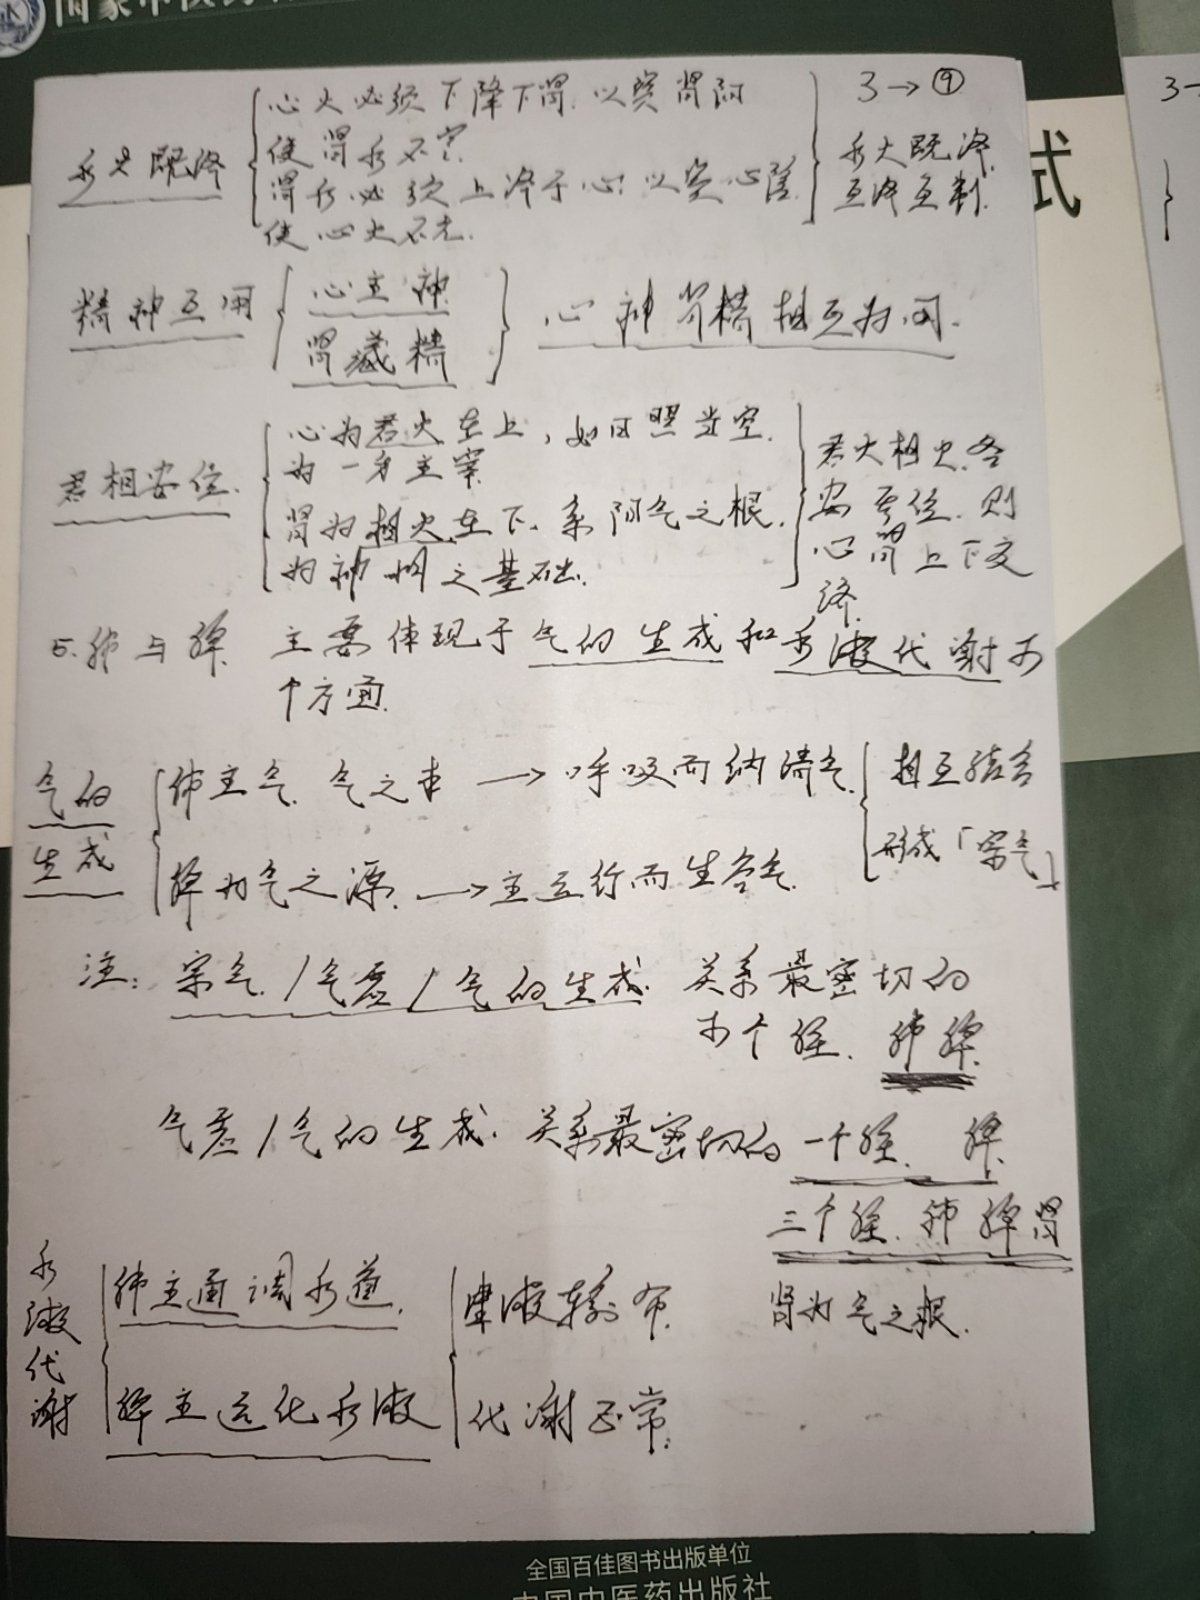 3→⑨
水火既济
心火必须下降下肾,以资肾阳
使肾水不寒.
肾水必须上济于心,以资心阴
使心火不亢.
水火既济
互济互制.
精神互用
心主神
肾藏精
心神肾精相互为用.
君相安位.
心为君火在上,如日照当空.
为一身主宰
肾为相火在下、系阳气之根.
为神明之基础.
君火相火各
安其位.则
心肾上下交
济.
5.肺与脾 主要体现于气的生成和水液代谢两
个方面.
气的
生成
肺主气.气之本 → 呼吸而纳清气.
脾为气之源. → 主运行而生谷气.
相互结合
形成「宗气」
注: 宗气/气虚/气的生成. 关系最密切的
两个脏. 肺脾.
气虚/气的生成.关系最密切的一个脏. 脾.
三个脏.肺脾肾
肾为气之根.
水
液
代
谢
肺主通调水道.
脾主运化水液
津液输布
代谢正常.
式
3→
全国百佳图书出版单位
中国中医药出版社